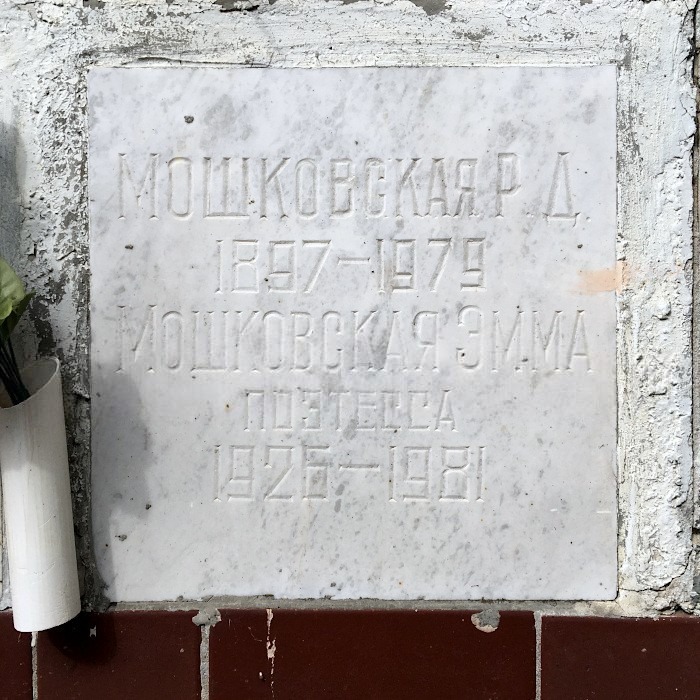 Мошковская Р. Д.
1897–1979
Мошковская Эмма
поэтесса
1926–1981